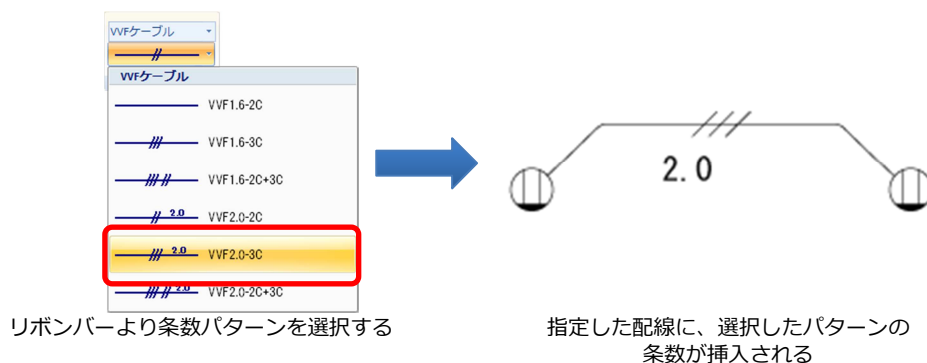 VVFケーブル
VVFケーブル
VVF1.6-2C
VVF1.6-3C
VVF1.6-2C+3C
2.0 VVF2.0-2C
2.0 VVF2.0-3C
2.0 VVF2.0-2C+3C
リボンバーより条数パターンを選択する
2.0
指定した配線に、選択したパターンの
条数が挿入される